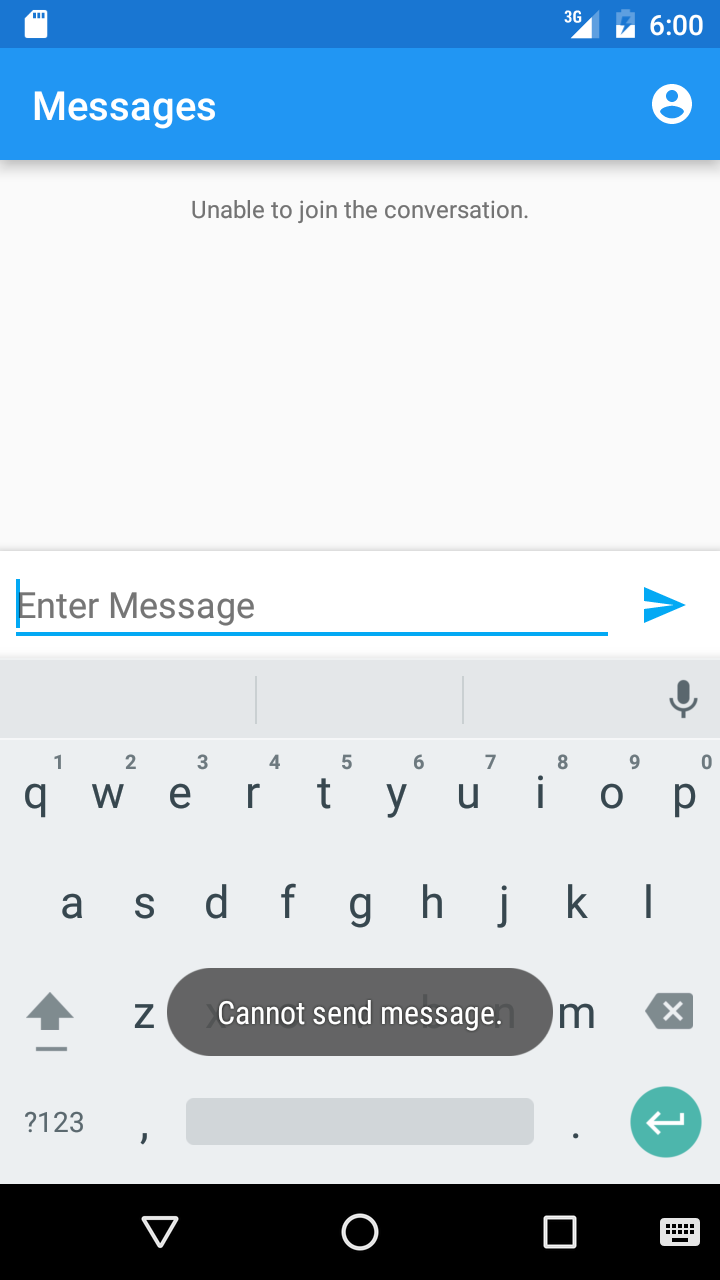 3G 6:00
Messages
Unable to join the conversation.
Enter Message
1 2 3 4 5 6 7 8 9 0
q w e r t y u i o p
a s d f g h j k l
z m
Cannot send message.
?123 , .